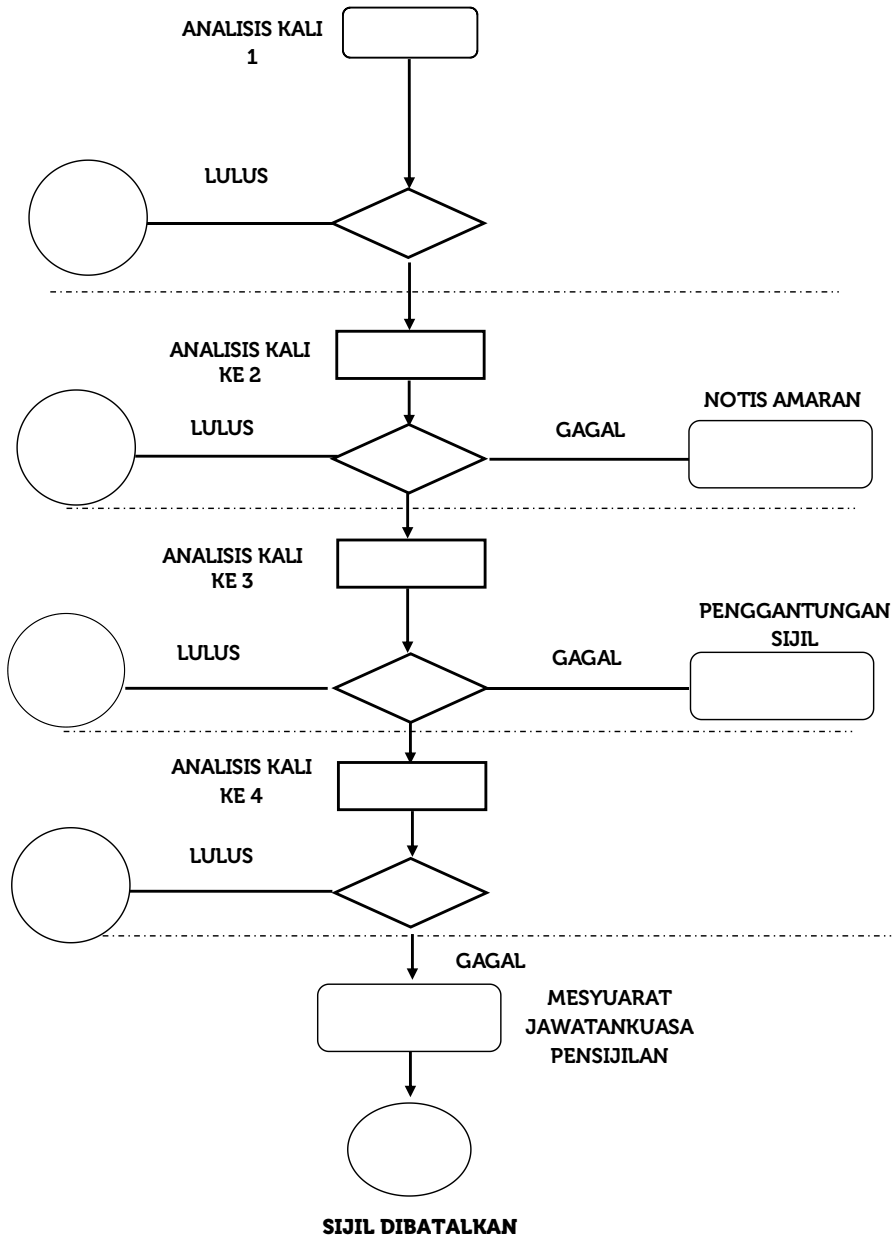 ANALISIS KALI
1
LULUS
ANALISIS KALI
KE 2
NOTIS AMARAN
LULUS
GAGAL
ANALISIS KALI
KE 3
PENGGANTUNGAN
SIJIL
LULUS
GAGAL
ANALISIS KALI
KE 4
LULUS
GAGAL
MESYUARAT
JAWATANKUASA
PENSIJILAN
SIJIL DIBATALKAN